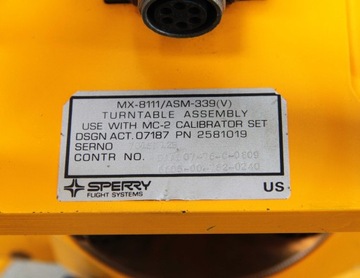 MX-8111/ASM-339(V)
TURNTABLE ASSEMBLY
USE WITH MC-2 CALIBRATOR SET
DSGN ACT. 07187 PN 2581019
SERNO
CONTR NO.
SPERRY
FLIGHT SYSTEMS
US